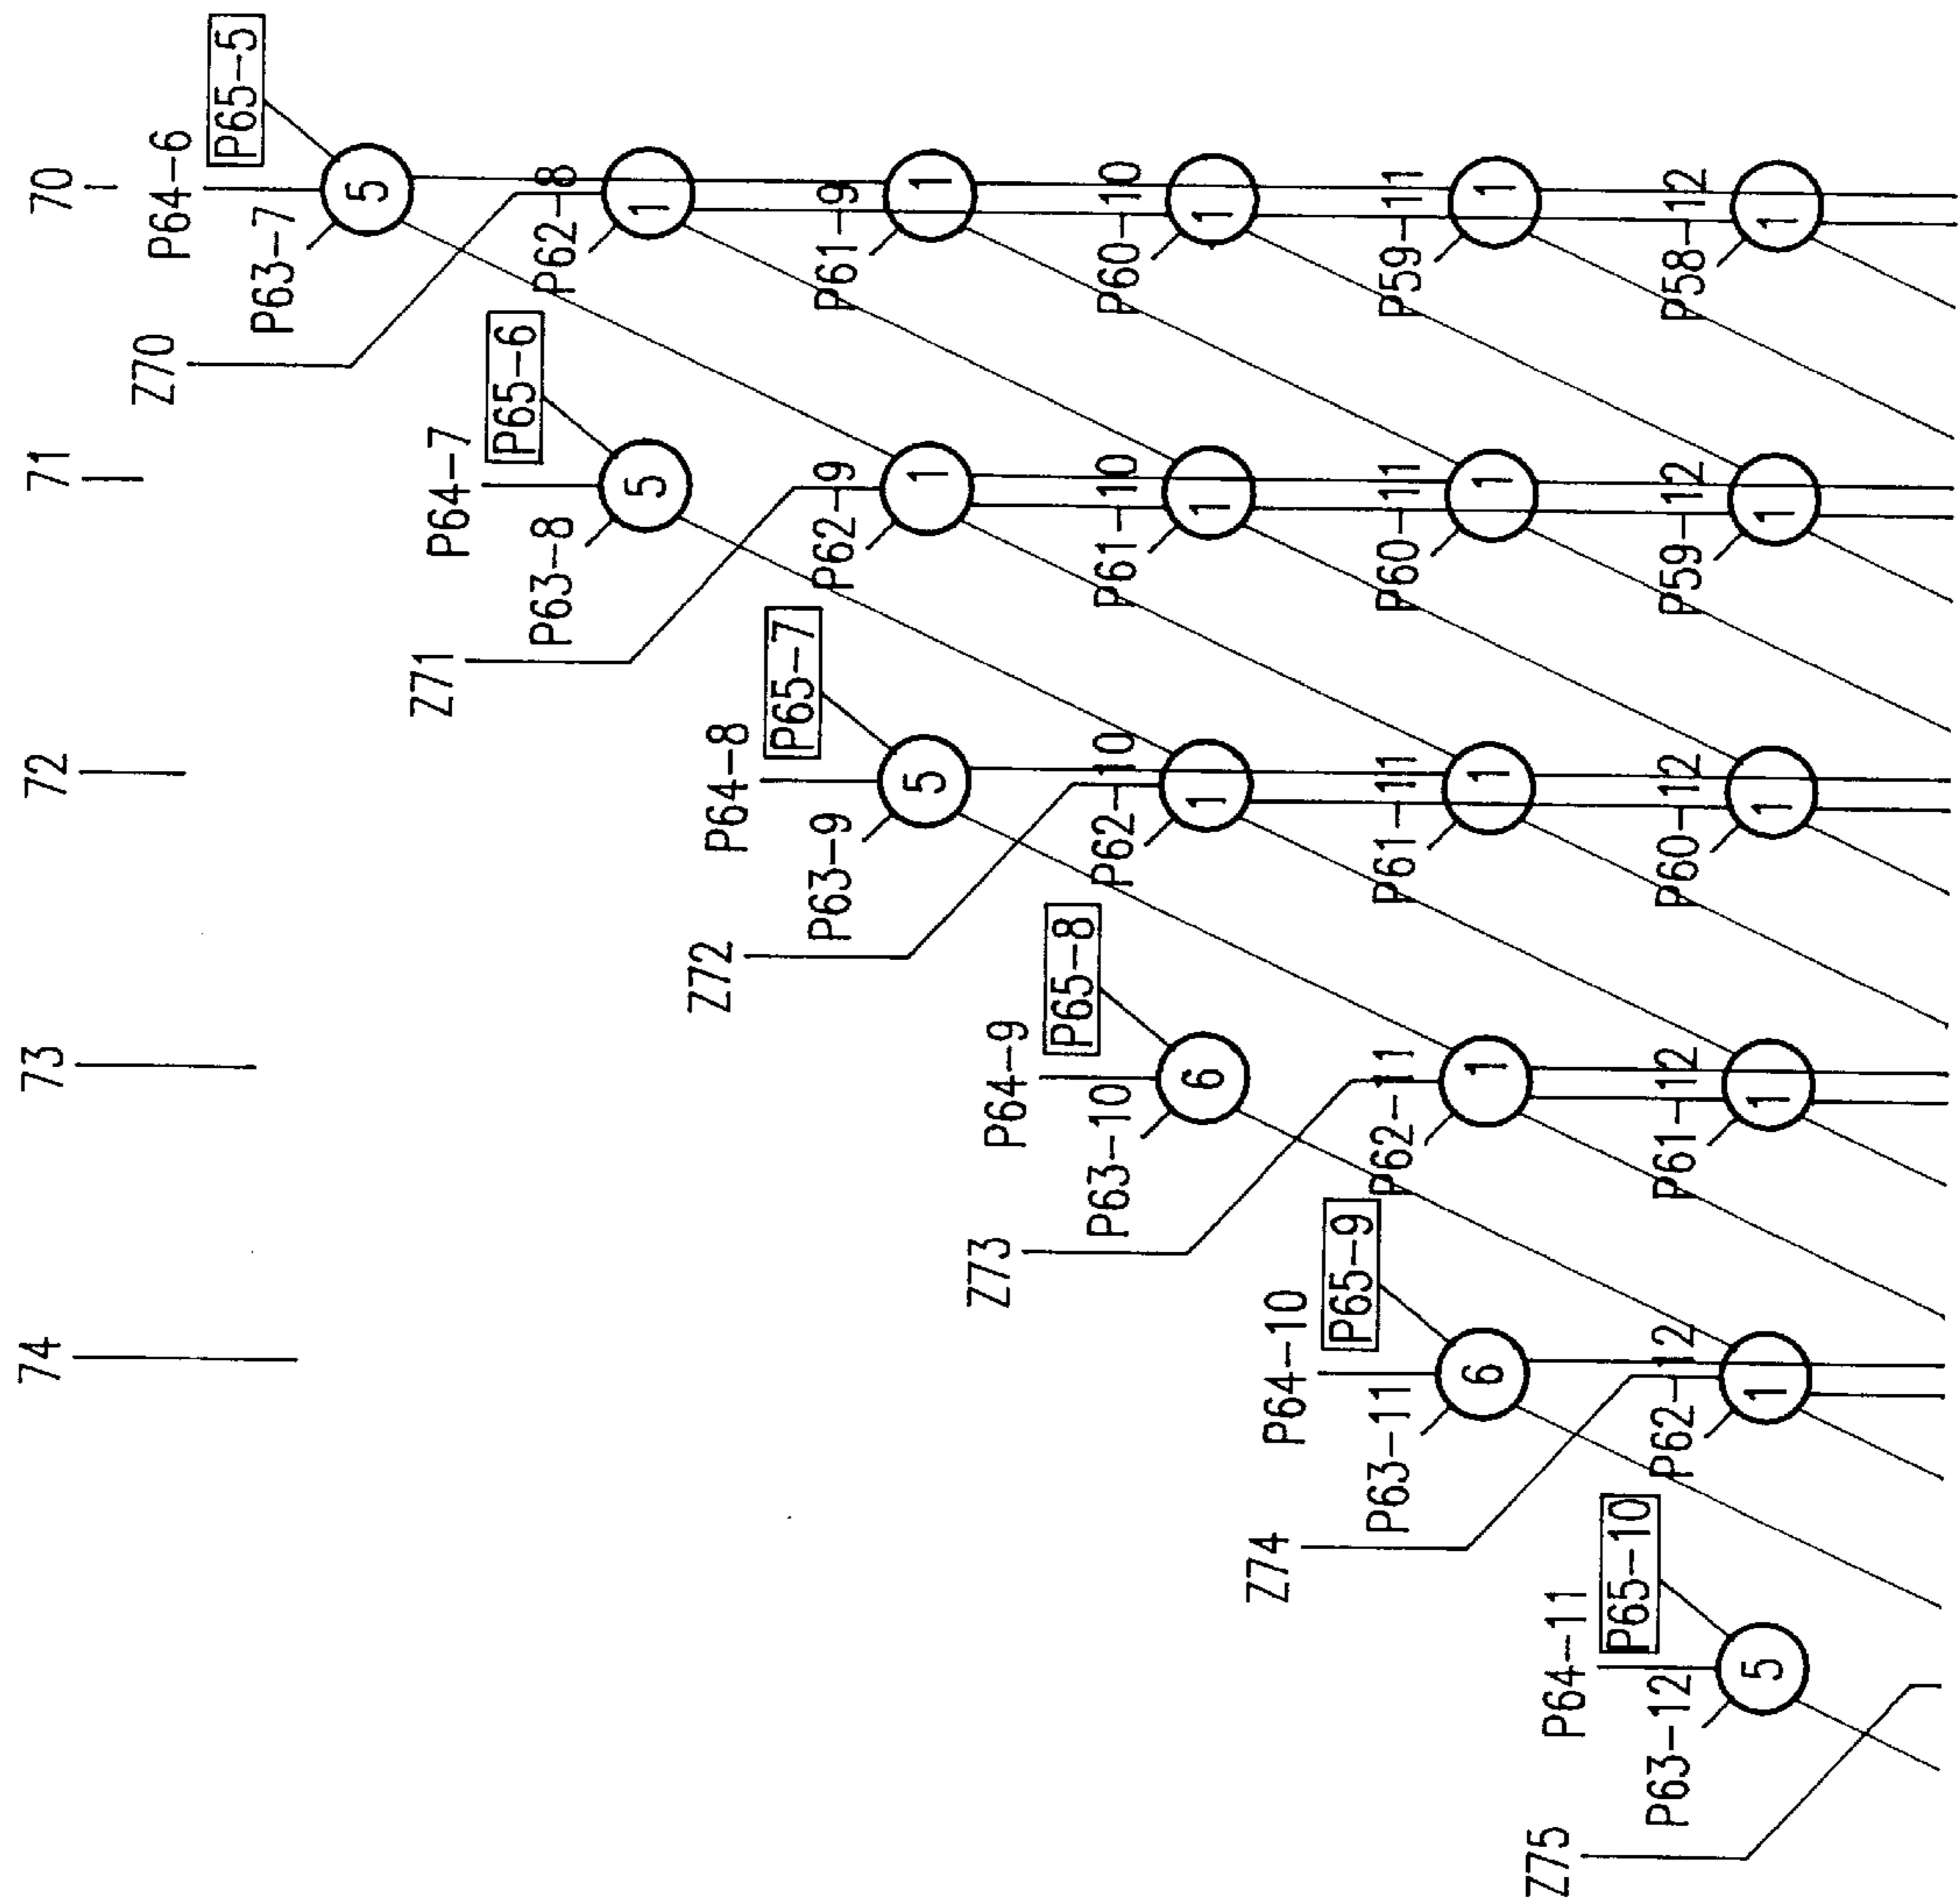 70
71
72
73
74
P64-6
P65-5
P63-7
5
Z70
P62-8
1
P61-9
1
P60-10
1
P59-11
1
P58-12
1
P64-7
P65-6
P63-8
5
Z71
P62-9
1
P61-10
1
P60-11
1
P59-12
1
P64-8
P65-7
P63-9
5
Z72
P62-10
1
P61-11
1
P60-12
1
P64-9
P65-8
P63-10
6
Z73
P62-11
1
P61-12
1
P64-10
P65-9
P63-11
6
Z74
P62-12
1
P64-11
P65-10
P63-12
5
Z75